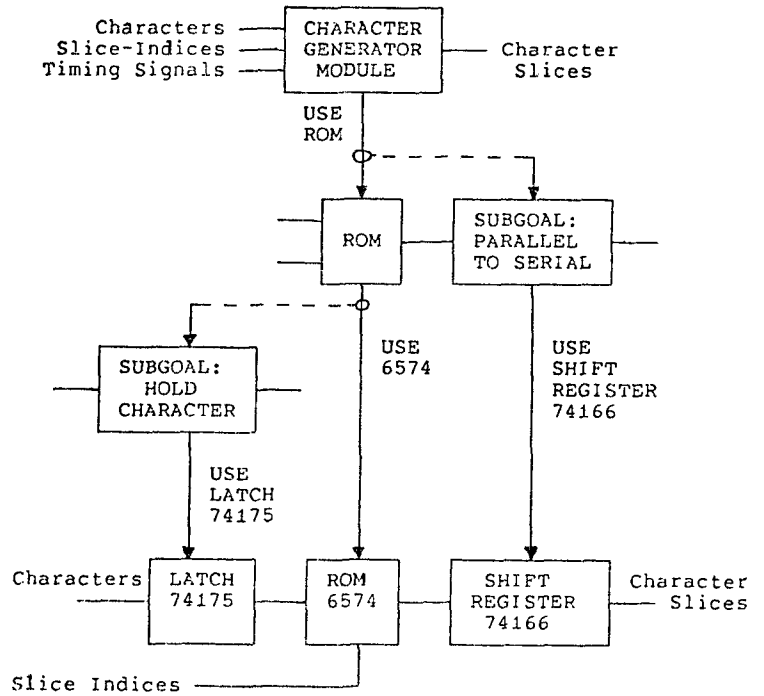 Characters
Slice-Indices
Timing Signals
CHARACTER
GENERATOR
MODULE
Character
Slices
USE
ROM
ROM
SUBGOAL:
PARALLEL
TO SERIAL
SUBGOAL:
HOLD
CHARACTER
USE
6574
USE
SHIFT
REGISTER
74166
USE
LATCH
74175
Characters
LATCH
74175
ROM
6574
SHIFT
REGISTER
74166
Character
Slices
Slice Indices